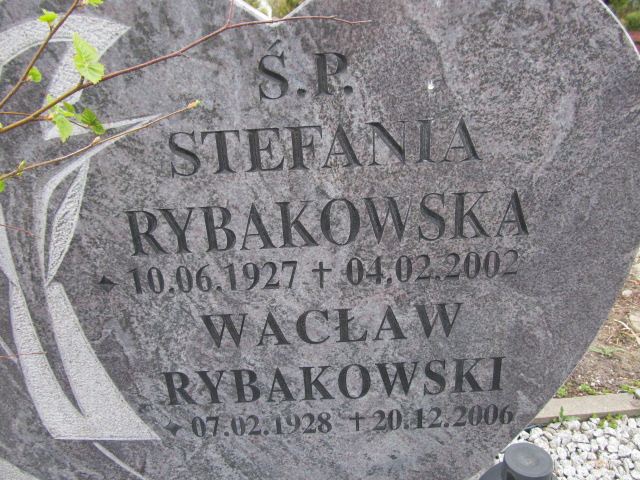 Ś.P.
STEFANIA
RYBAKOWSKA
10.06.1927 ✝ 04.02.2002
WACŁAW
RYBAKOWSKI
07.02.1928 ✝ 20.12.2006